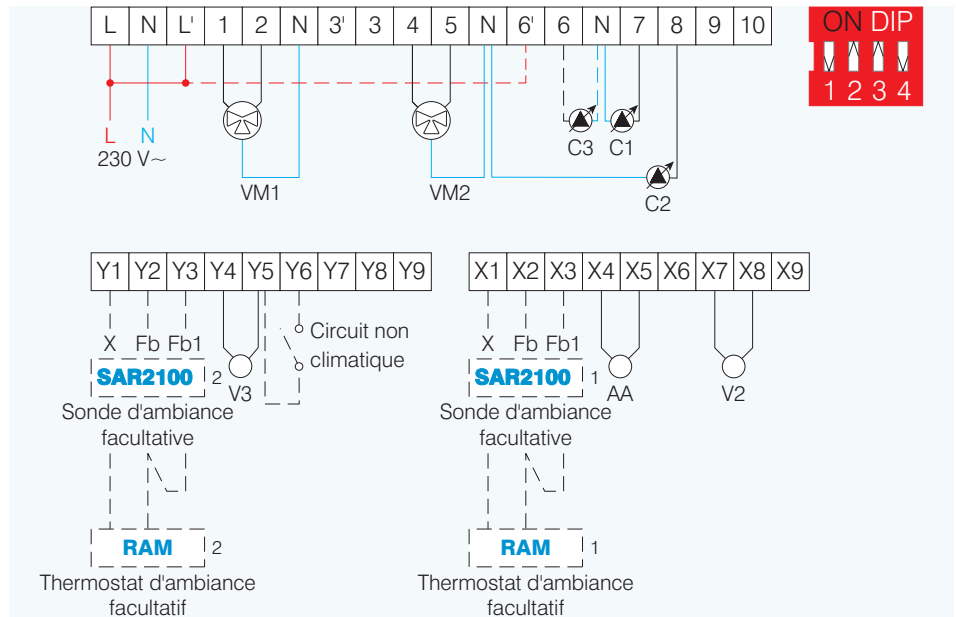 L N L' 1 2 N 3' 3 4 5 N 6' 6 N 7 8 9 10
ON DIP
1 2 3 4
L N
230 V~
VM1
VM2
C3 C1
C2
Y1 Y2 Y3 Y4 Y5 Y6 Y7 Y8 Y9
X1 X2 X3 X4 X5 X6 X7 X8 X9
X Fb Fb1
Circuit non
climatique
SAR2100 2
V3
Sonde d'ambiance
facultative
RAM 2
Thermostat d'ambiance
facultatif
X Fb Fb1
SAR2100 1
AA
V2
Sonde d'ambiance
facultative
RAM 1
Thermostat d'ambiance
facultatif